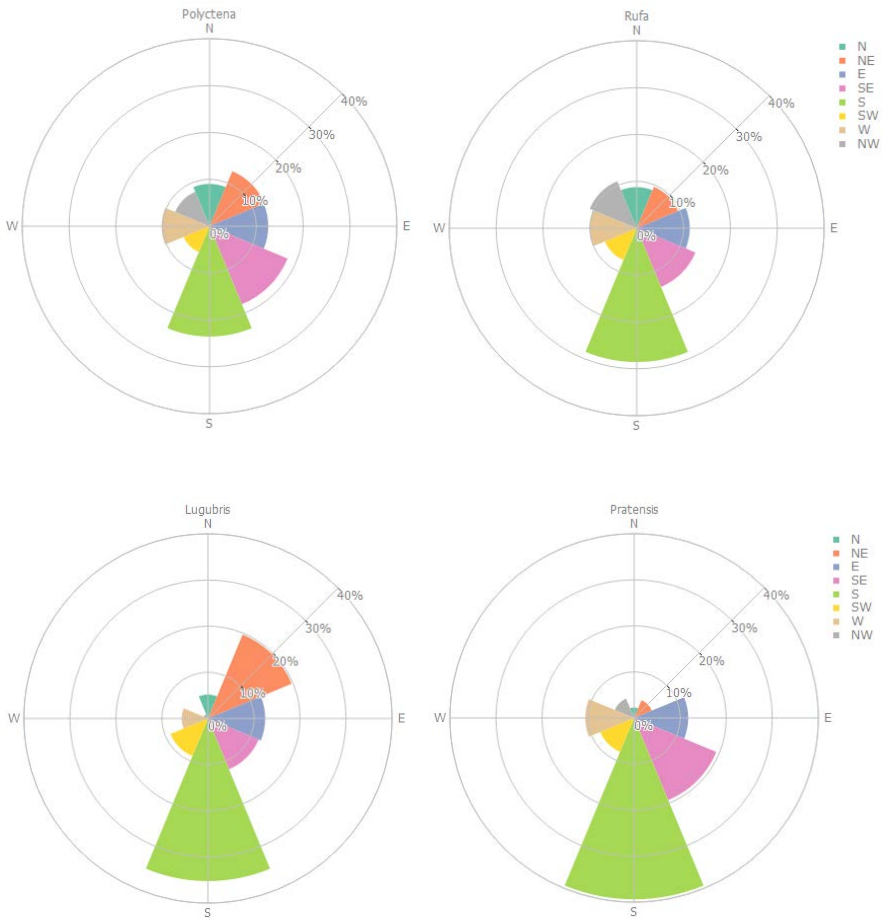 Polyctena
N
40%
30%
20%
10%
0%
W
E
S
Rufa
N
40%
30%
20%
10%
0%
W
E
S
N
NE
E
SE
S
SW
W
NW
Lugubris
N
40%
30%
20%
10%
0%
W
E
S
Pratensis
N
40%
30%
20%
10%
0%
W
E
S
N
NE
E
SE
S
SW
W
NW